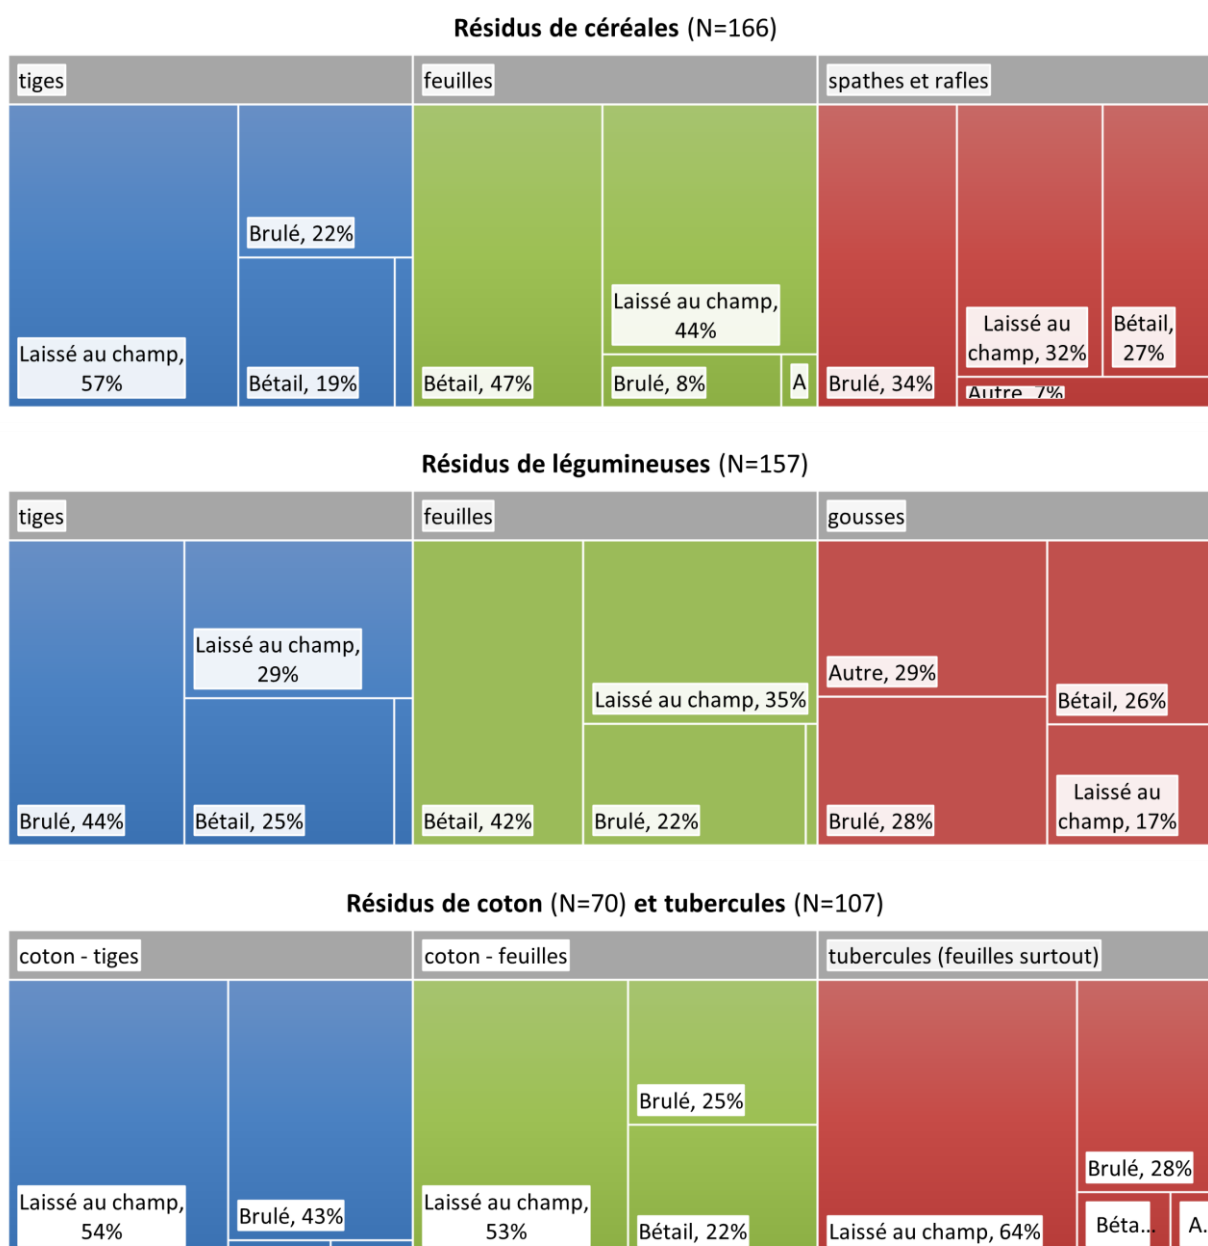 Résidus de céréales (N=166)
tiges
feuilles
spathes et rafles
Laissé au champ,
57%
Brulé, 22%
Bétail, 19%
Bétail, 47%
Laissé au champ,
44%
Brulé, 8%
A
Brulé, 34%
Laissé au
champ, 32%
Bétail,
27%
Autre, 7%
Résidus de légumineuses (N=157)
tiges
feuilles
gousses
Brulé, 44%
Laissé au champ,
29%
Bétail, 25%
Bétail, 42%
Laissé au champ, 35%
Brulé, 22%
Autre, 29%
Brulé, 28%
Bétail, 26%
Laissé au
champ, 17%
Résidus de coton (N=70) et tubercules (N=107)
coton - tiges
coton - feuilles
tubercules (feuilles surtout)
Laissé au champ,
54%
Brulé, 43%
Laissé au champ,
53%
Brulé, 25%
Bétail, 22%
Laissé au champ, 64%
Brulé, 28%
Béta...
A..